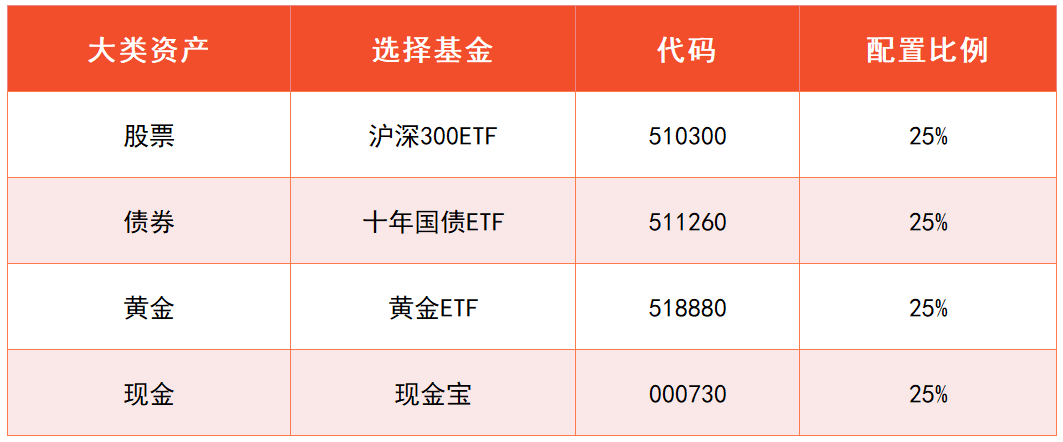 大类资产 选择基金 代码 配置比例
股票 沪深300ETF 510300 25%
债券 十年国债ETF 511260 25%
黄金 黄金ETF 518880 25%
现金 现金宝 000730 25%